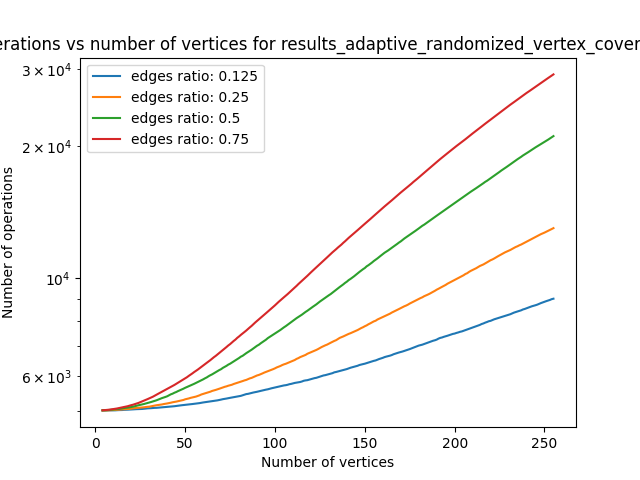 erations vs number of vertices for results_adaptive_randomized_vertex_cover
3 × 10⁴
2 × 10⁴
10⁴
6 × 10³
Number of operations
edges ratio: 0.125
edges ratio: 0.25
edges ratio: 0.5
edges ratio: 0.75
0 50 100 150 200 250
Number of vertices